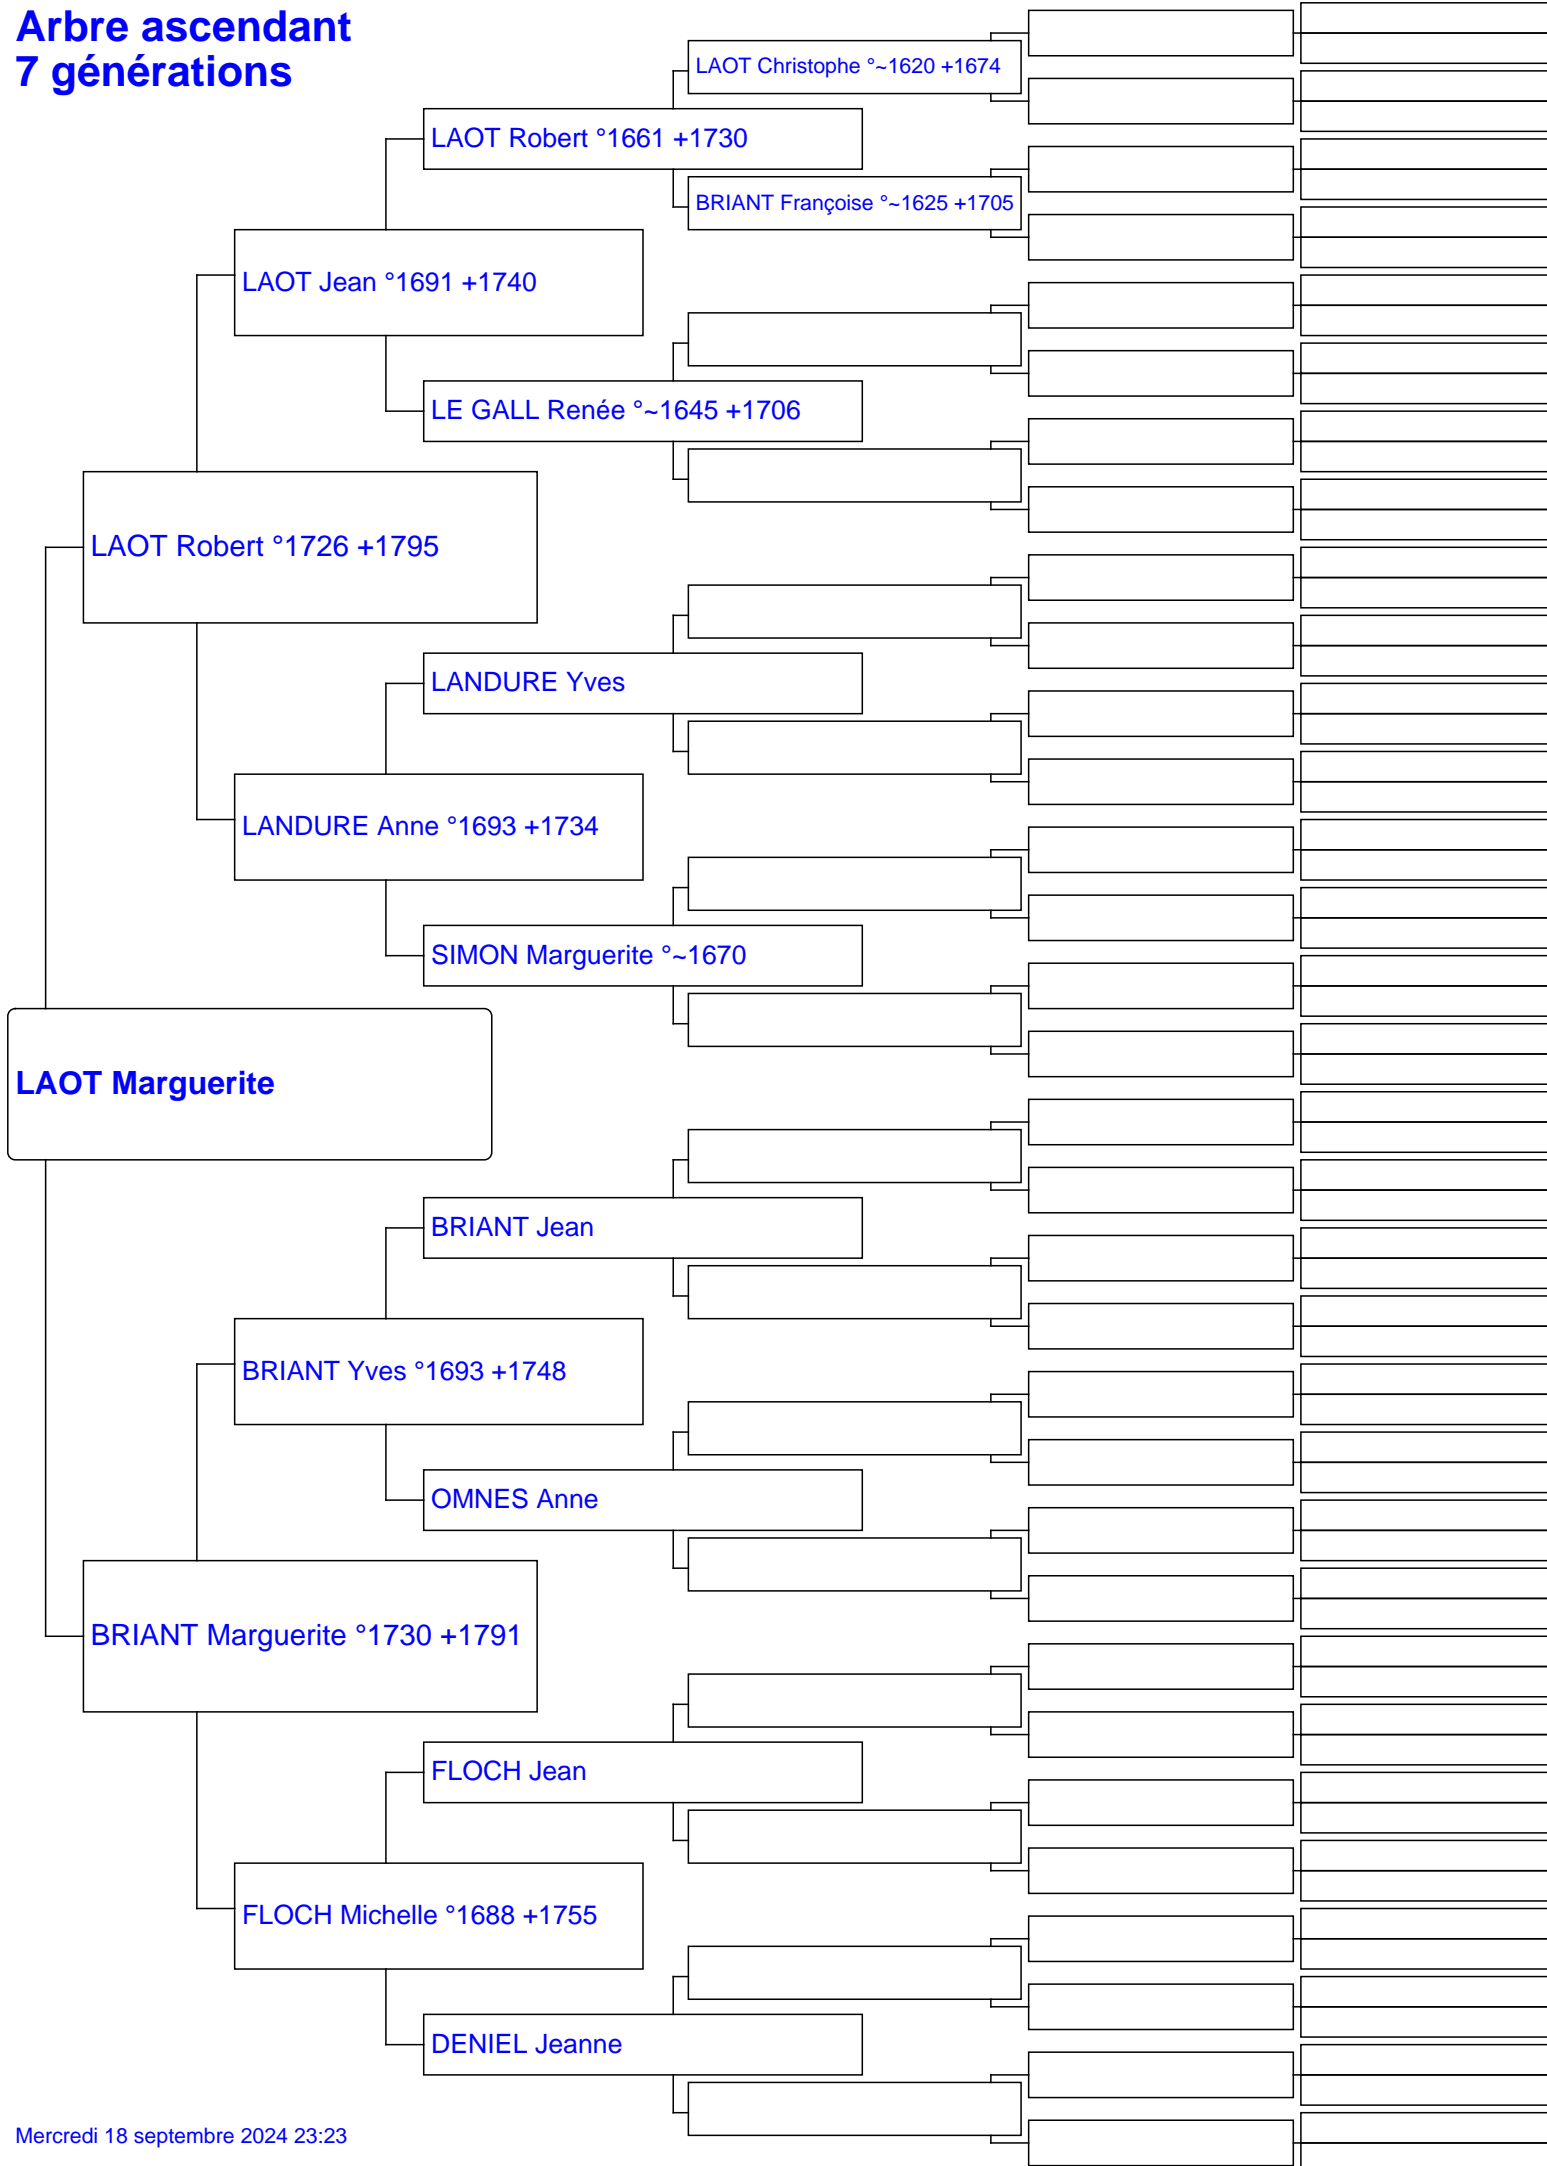 Arbre ascendant
7 générations
LAOT Christophe °~1620 +1674
LAOT Robert °1661 +1730
BRIANT Françoise °~1625 +1705
LAOT Jean °1691 +1740
LE GALL Renée °~1645 +1706
LAOT Robert °1726 +1795
LANDURE Yves
LANDURE Anne °1693 +1734
SIMON Marguerite °~1670
LAOT Marguerite
BRIANT Jean
BRIANT Yves °1693 +1748
OMNES Anne
BRIANT Marguerite °1730 +1791
FLOCH Jean
FLOCH Michelle °1688 +1755
DENIEL Jeanne
Mercredi 18 septembre 2024 23:23